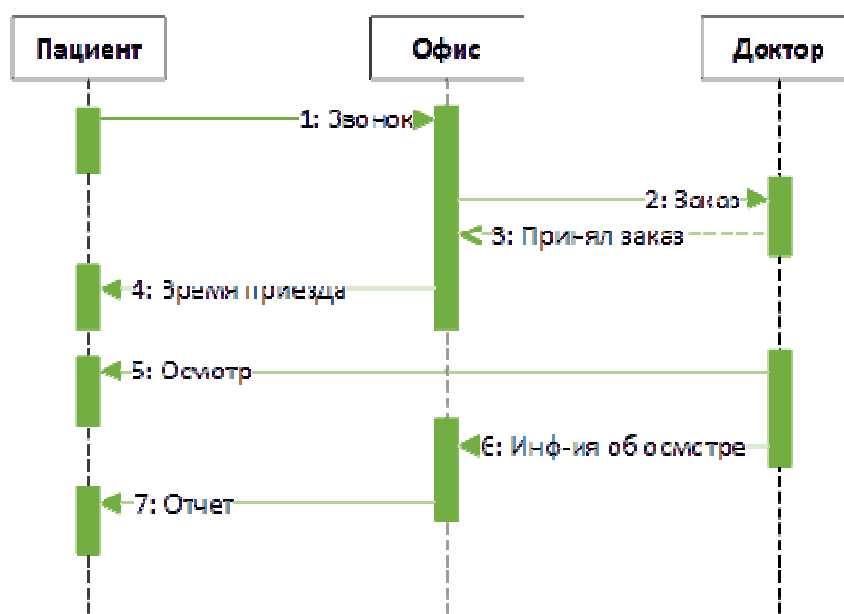 Пациент
Офис
Доктор
1: Звонок
2: Заказ
3: Принял заказ
4: Время приезда
5: Осмотр
6: Инф-ия об осмотре
7: Отчет